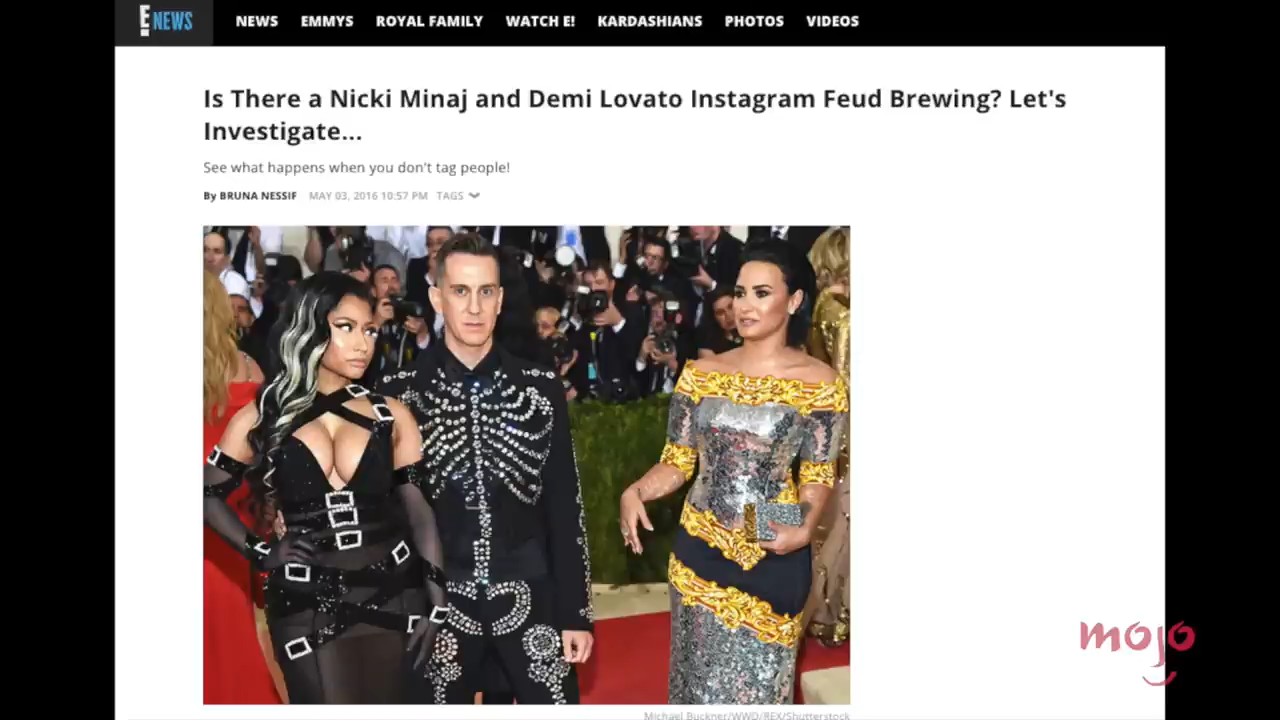 E NEWS
NEWS EMMYS ROYAL FAMILY WATCH E! KARDASHIANS PHOTOS VIDEOS
Is There a Nicki Minaj and Demi Lovato Instagram Feud Brewing? Let's
Investigate...
See what happens when you don't tag people!
By BRUNA NESSIF MAY 03, 2016 10:57 PM TAGS
mojo
Michael Buckner/WWD/REX/Shutterstock